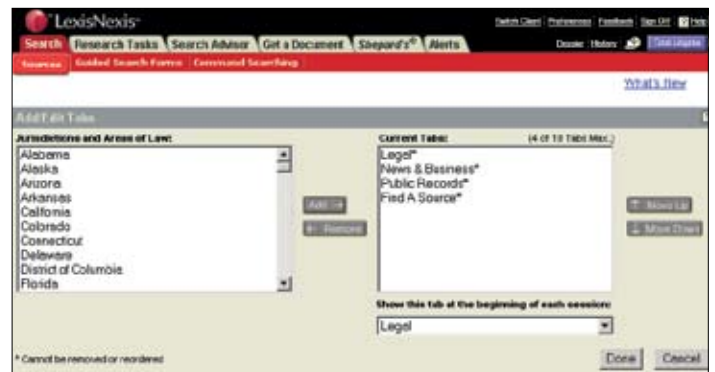 LexisNexis
Switch Client | Preferences | Feedback | Sign Off | Help
Search Research Tasks Search Advisor Get a Document Shepard's® Alerts
Dossier | History |
Sources Guided Search Forms Command Searching
What's New
Add/Edit Tabs
Jurisdictions and Areas of Law:
Alabama
Alaska
Arizona
Arkansas
California
Colorado
Connecticut
Delaware
District of Columbia
Florida
Add →
← Remove
Current Tabs: (4 of 10 Tabs Max.)
Legal*
News & Business*
Public Records*
Find A Source*
↑ Move Up
↓ Move Down
Show this tab at the beginning of each session:
Legal
* Cannot be removed or reordered
Done Cancel